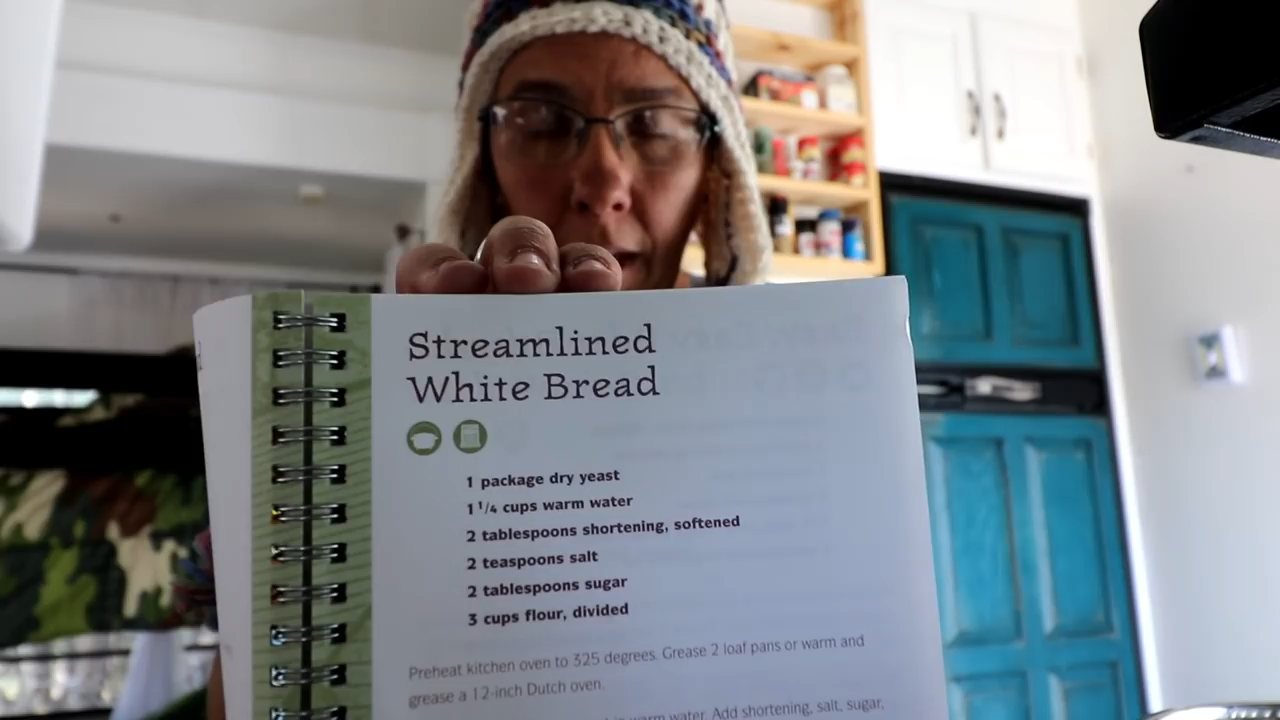 Streamlined
White Bread
1 package dry yeast
1 1/4 cups warm water
2 tablespoons shortening, softened
2 teaspoons salt
2 tablespoons sugar
3 cups flour, divided
Preheat kitchen oven to 325 degrees. Grease 2 loaf pans or warm and
grease a 12-inch Dutch oven.
warm water. Add shortening, salt, sugar,